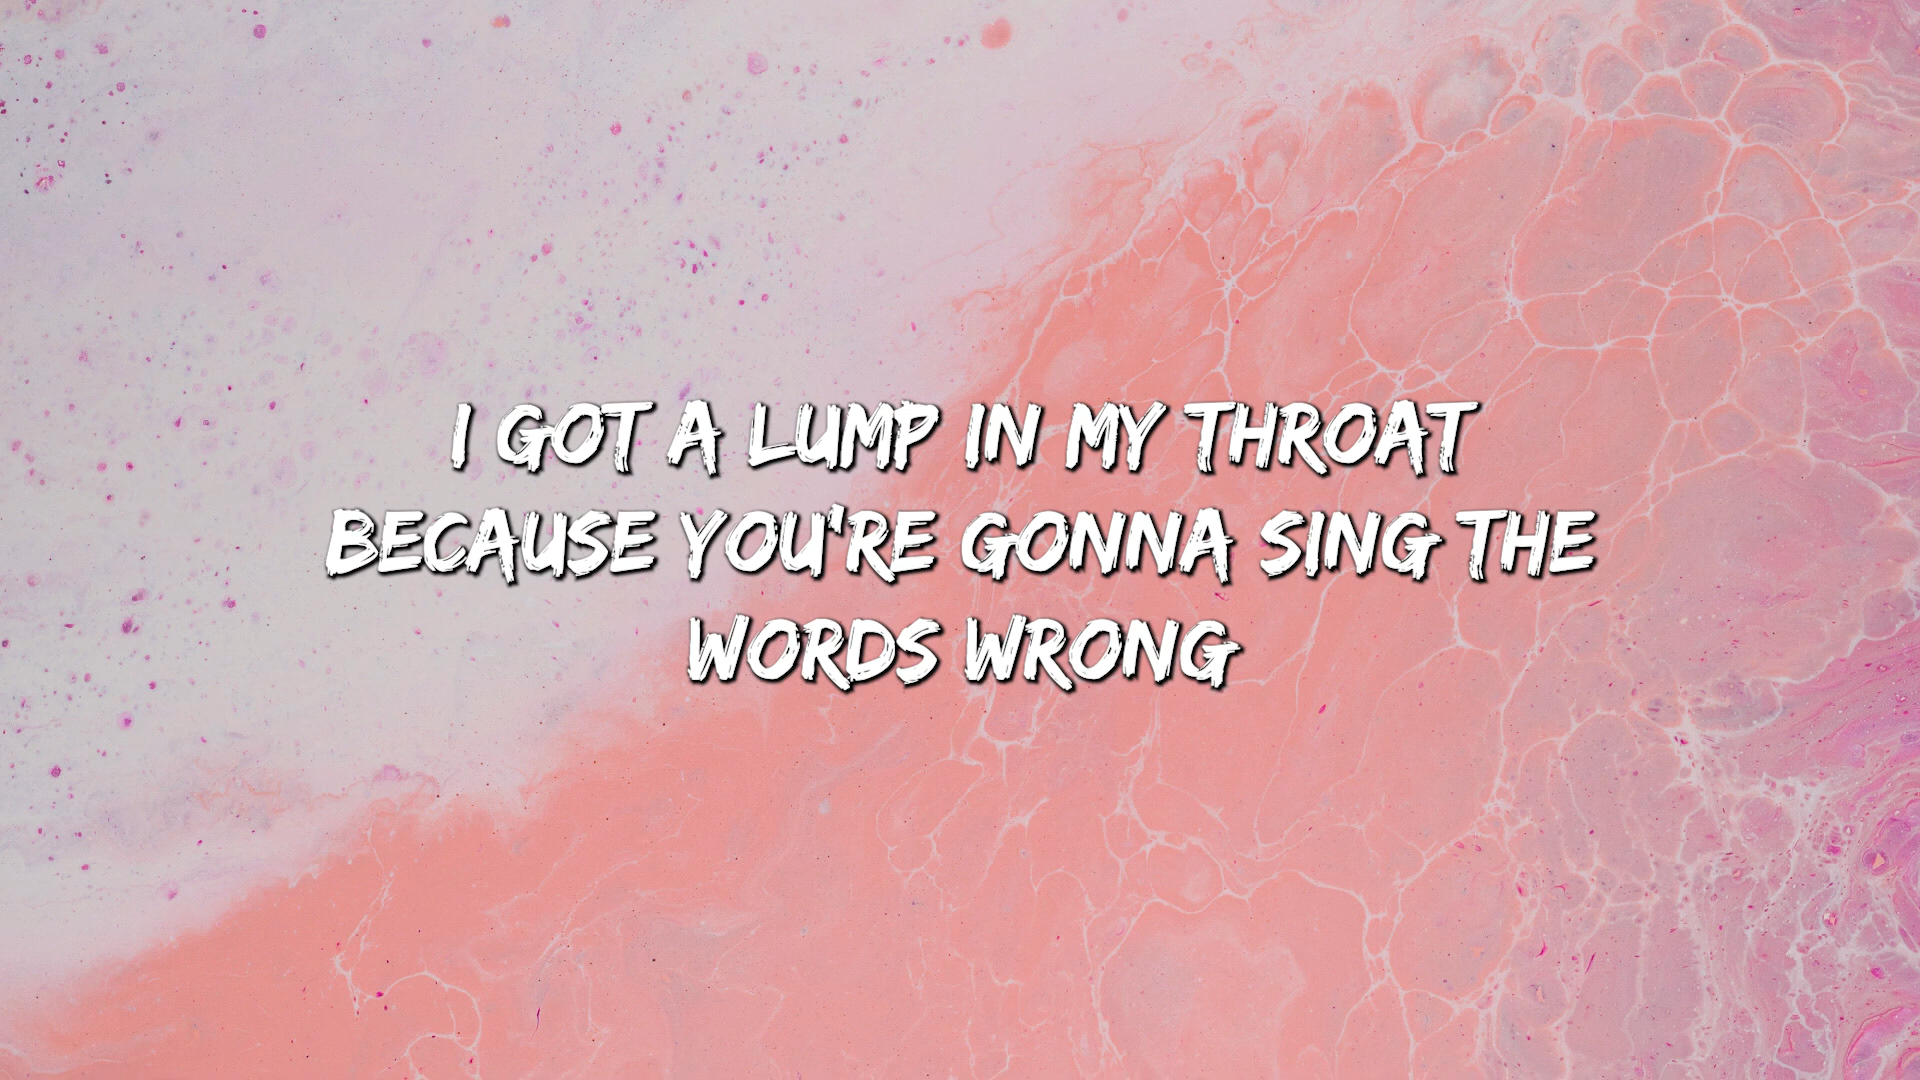 I GOT A LUMP IN MY THROAT
BECAUSE YOU'RE GONNA SING THE
WORDS WRONG